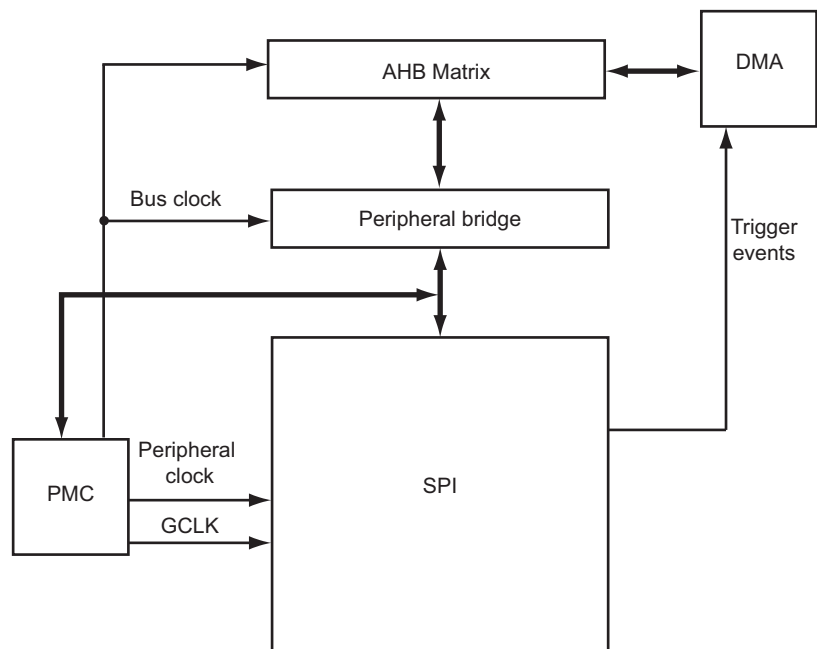 AHB Matrix
DMA
Bus clock
Peripheral bridge
Trigger
events
Peripheral
clock
PMC
SPI
GCLK